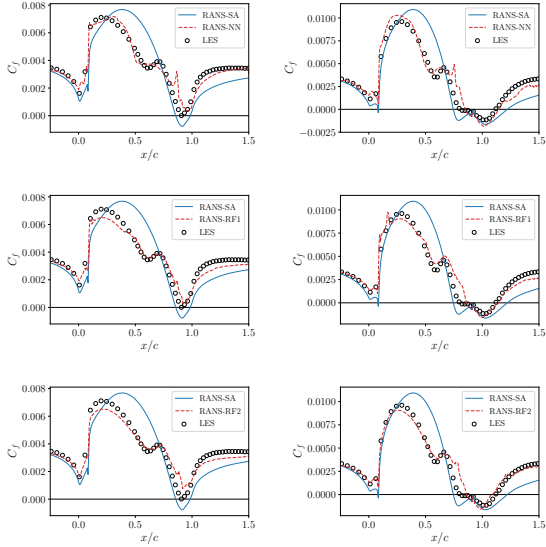 0.008
0.006
0.004
0.002
0.000
C_f
0.0
0.5
1.0
1.5
x/c
RANS-SA
RANS-NN
LES
0.0100
0.0075
0.0050
0.0025
0.0000
−0.0025
C_f
0.0
0.5
1.0
1.5
x/c
RANS-SA
RANS-NN
LES
0.008
0.006
0.004
0.002
0.000
C_f
0.0
0.5
1.0
1.5
x/c
RANS-SA
RANS-RF1
LES
0.0100
0.0075
0.0050
0.0025
0.0000
C_f
0.0
0.5
1.0
1.5
x/c
RANS-SA
RANS-RF1
LES
0.008
0.006
0.004
0.002
0.000
C_f
0.0
0.5
1.0
1.5
x/c
RANS-SA
RANS-RF2
LES
0.0100
0.0075
0.0050
0.0025
0.0000
C_f
0.0
0.5
1.0
1.5
x/c
RANS-SA
RANS-RF2
LES